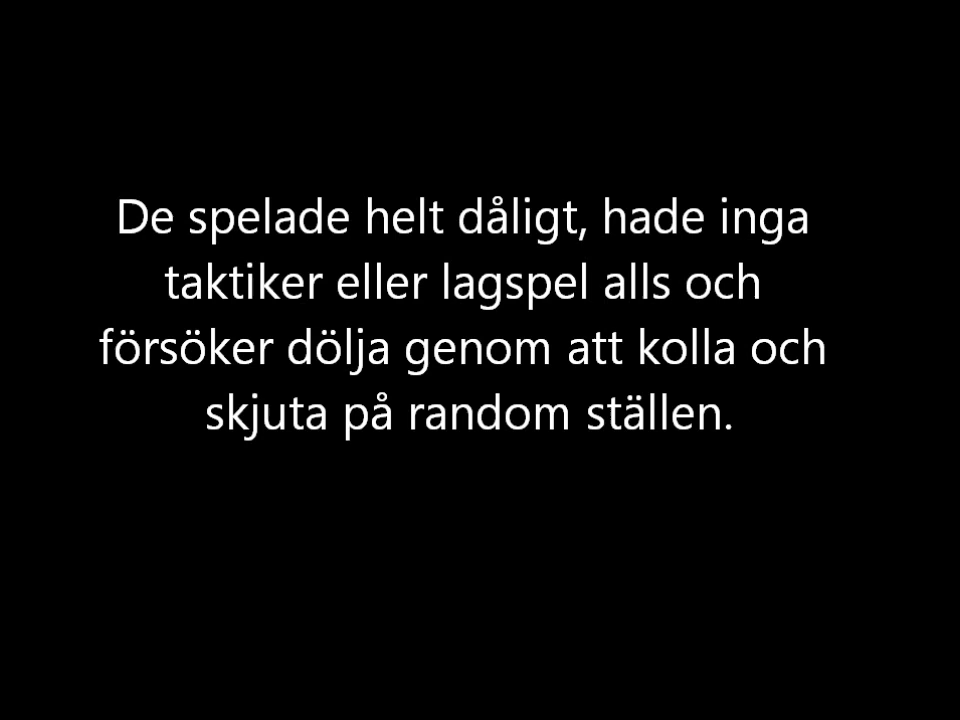 De spelade helt dåligt, hade inga
taktiker eller lagspel alls och
försöker dölja genom att kolla och
skjuta på random ställen.